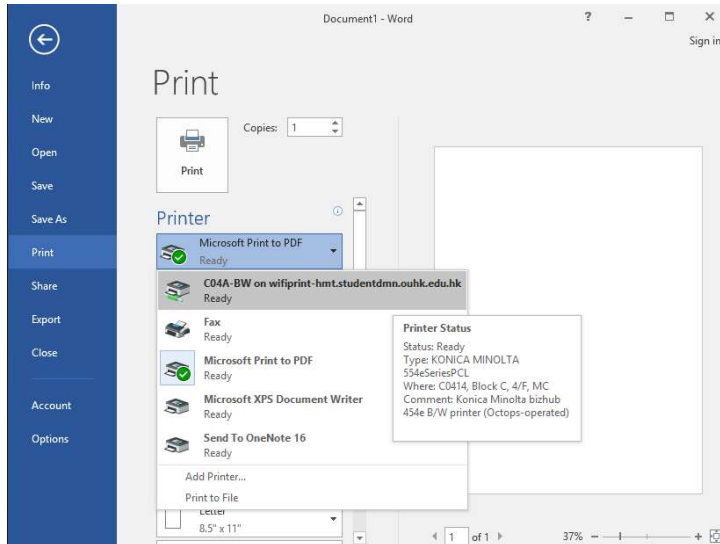 Document1 - Word
?
Sign in
Info
New
Open
Save
Save As
Print
Share
Export
Close
Account
Options
Print
Copies: 1
Print
Printer
Microsoft Print to PDF
Ready
C04A-BW on wifiprint-hmt.studentdmn.ouhk.edu.hk
Ready
Fax
Ready
Microsoft Print to PDF
Ready
Microsoft XPS Document Writer
Ready
Send To OneNote 16
Ready
Add Printer...
Print to File
Letter
8.5" x 11"
Printer Status
Status: Ready
Type: KONICA MINOLTA
554eSeriesPCL
Where: C0414, Block C, 4/F, MC
Comment: Konica Minolta bizhub
454e B/W printer (Octops-operated)
1 of 1
37%